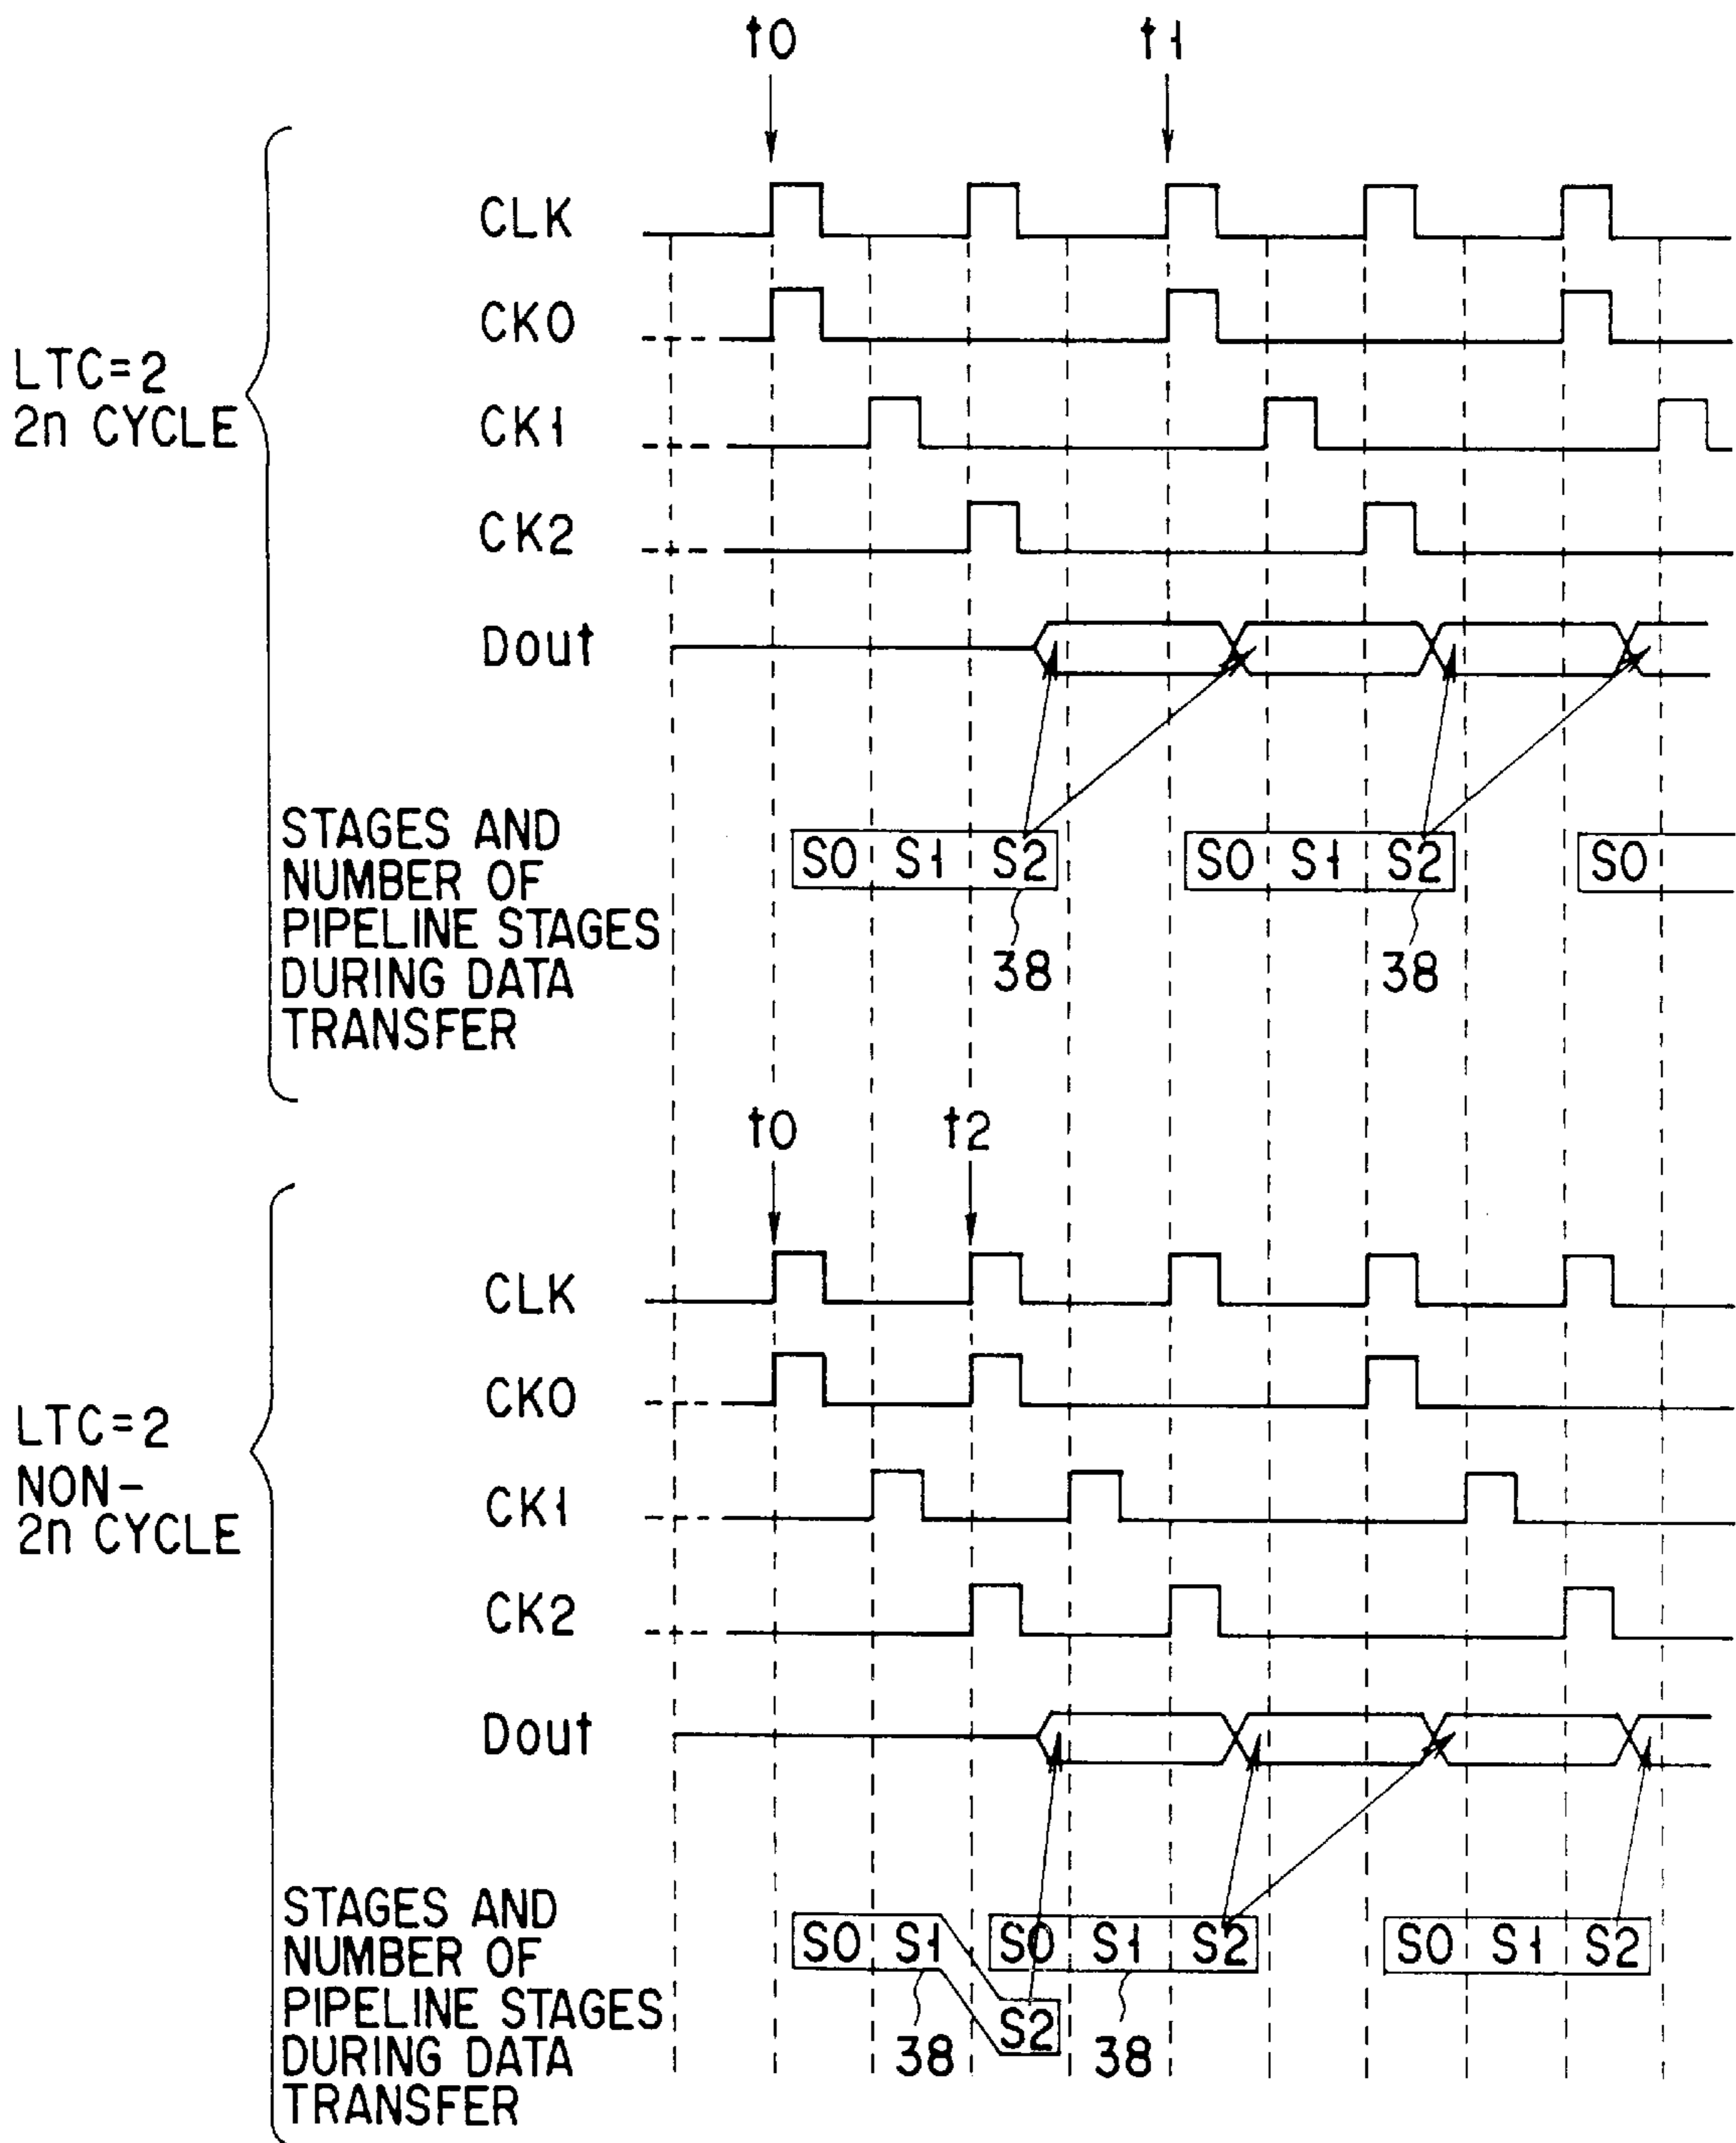 t0 t1
CLK
CK0
LTC=2
2n CYCLE
CK1
CK2
Dout
STAGES AND
NUMBER OF
PIPELINE STAGES
DURING DATA
TRANSFER
S0 S1 S2 S0 S1 S2 S0
38 38
t0 t2
CLK
CK0
LTC=2
NON-
2n CYCLE
CK1
CK2
Dout
STAGES AND
NUMBER OF
PIPELINE STAGES
DURING DATA
TRANSFER
S0 S1 S0 S1 S2 S0 S1 S2
S2
38 38